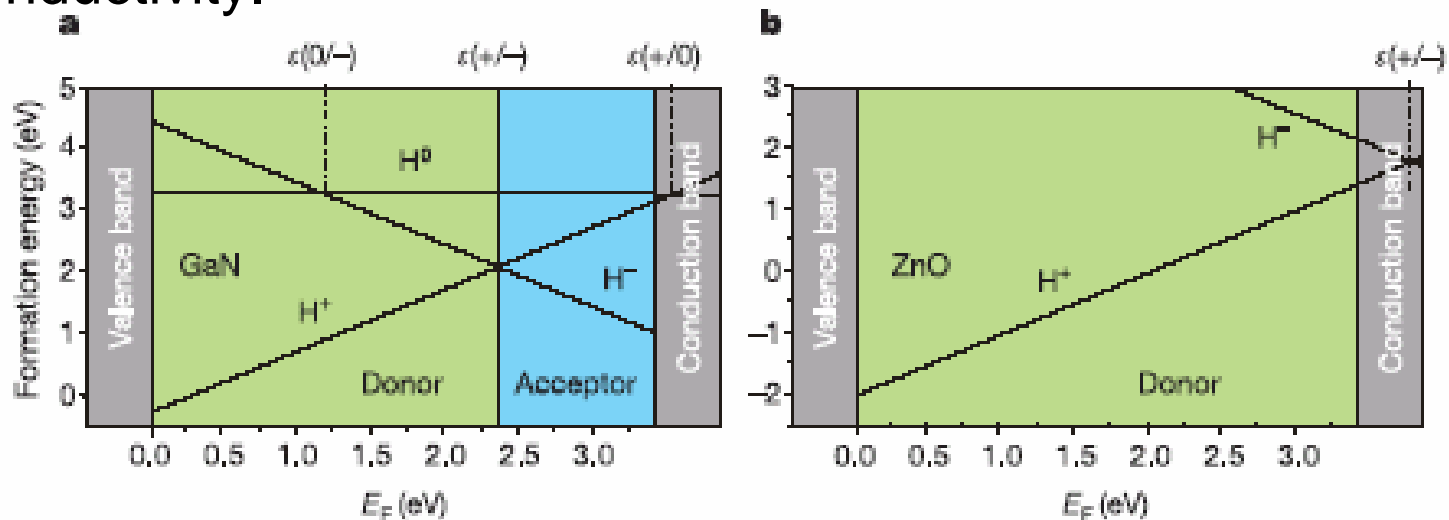 nductivity.
a
ε(0/–) ε(+/–) ε(+/0)
Formation energy (eV)
5
4
3
2
1
0
Valence band
H⁰
GaN
H⁺
H⁻
Donor
Acceptor
Conduction band
0.0 0.5 1.0 1.5 2.0 2.5 3.0
E_F (eV)
b
ε(+/–)
3
2
1
0
–1
–2
Valence band
H⁻
ZnO
H⁺
Donor
Conduction band
0.0 0.5 1.0 1.5 2.0 2.5 3.0
E_F (eV)